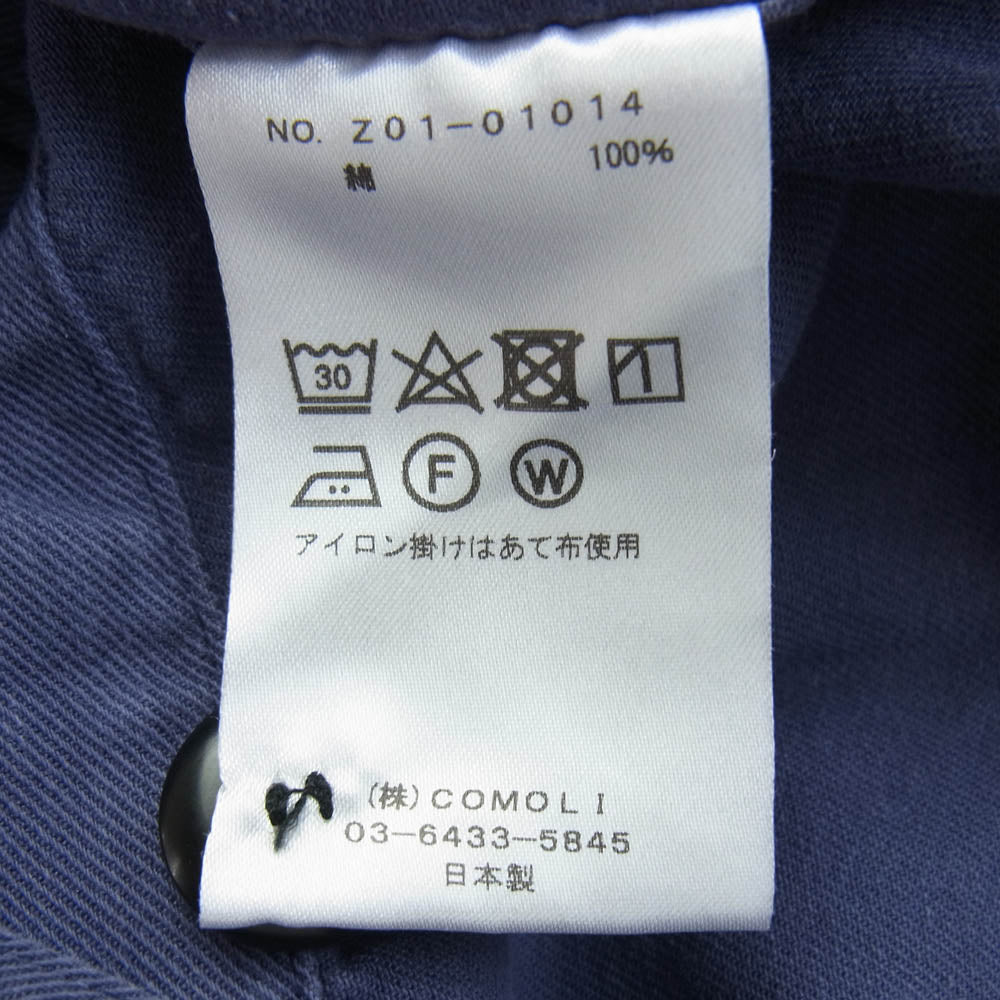 NO. Z01-01014
綿 100%
30
F W
アイロン掛けはあて布使用
(株)COMOLI
03-6433-5845
日本製